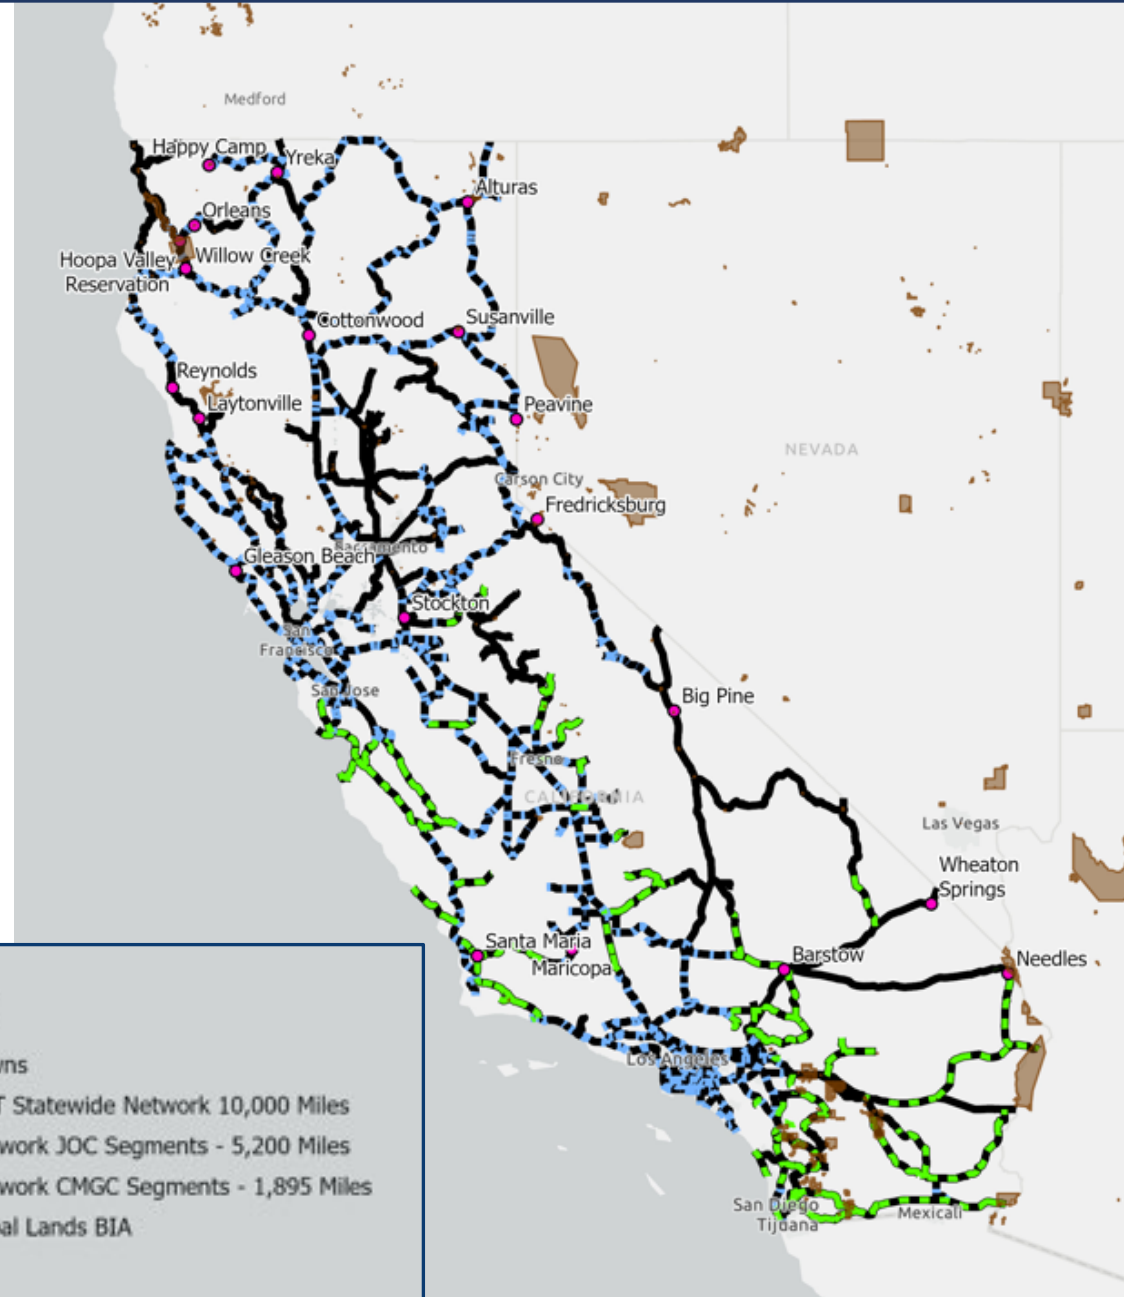 Medford
Happy Camp
Yreka
Alturas
Orleans
Willow Creek
Hoopa Valley
Reservation
Cottonwood
Susanville
Reynolds
Laytonville
Peavine
NEVADA
Carson City
Fredricksburg
Sacramento
Gleason Beach
Stockton
San
Francisco
San Jose
Big Pine
Fresno
CALIFORNIA
Las Vegas
Wheaton
Springs
Santa Maria
Maricopa
Barstow
Needles
Los Angeles
San Diego
Tijuana
Mexicali
wns
T Statewide Network 10,000 Miles
work JOC Segments - 5,200 Miles
work CMGC Segments - 1,895 Miles
al Lands BIA